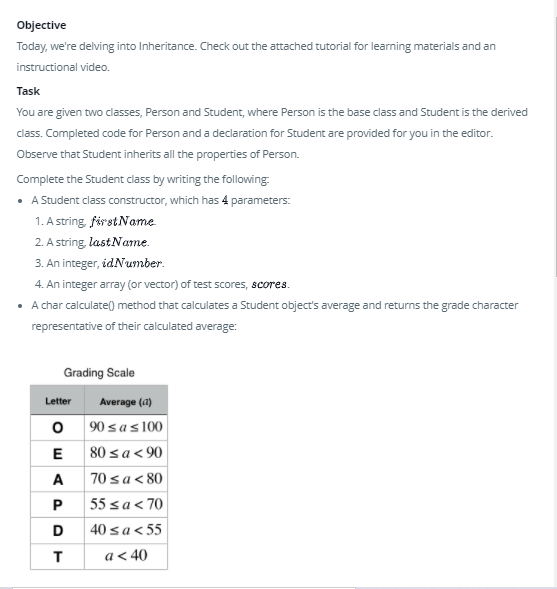 Objective
Today, we're delving into Inheritance. Check out the attached tutorial for learning materials and an
instructional video.
Task
You are given two classes, Person and Student, where Person is the base class and Student is the derived
class. Completed code for Person and a declaration for Student are provided for you in the editor.
Observe that Student inherits all the properties of Person.
Complete the Student class by writing the following:
• A Student class constructor, which has 4 parameters:
1. A string, firstName.
2. A string, lastName.
3. An integer, idNumber.
4. An integer array (or vector) of test scores, scores.
• A char calculate() method that calculates a Student object's average and returns the grade character
representative of their calculated average:
Grading Scale
Letter Average (a)
O 90 ≤ a ≤ 100
E 80 ≤ a < 90
A 70 ≤ a < 80
P 55 ≤ a < 70
D 40 ≤ a < 55
T a < 40